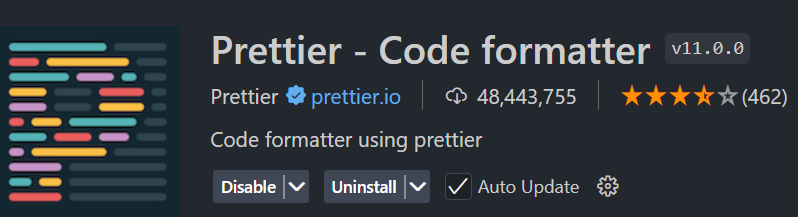 Prettier - Code formatter v11.0.0
Prettier prettier.io 48,443,755 (462)
Code formatter using prettier
Disable Uninstall Auto Update